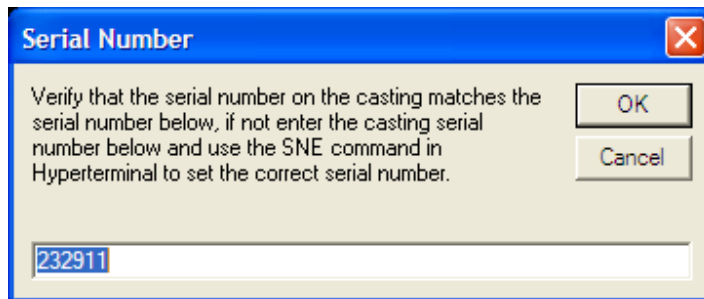 Serial Number
Verify that the serial number on the casting matches the
serial number below, if not enter the casting serial
number below and use the SNE command in
Hyperterminal to set the correct serial number.
OK
Cancel
232911